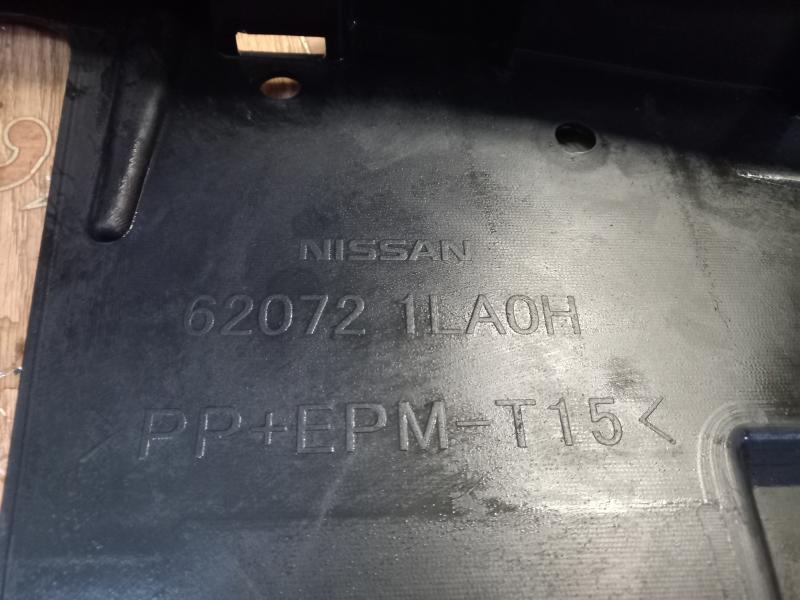 NISSAN
62072 1LA0H
>PP+EPM-T15<